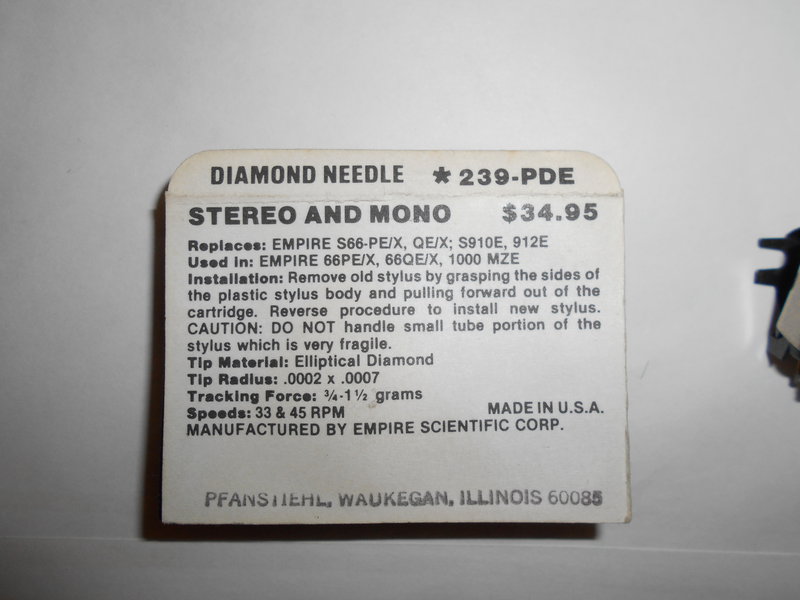 DIAMOND NEEDLE * 239-PDE
STEREO AND MONO $34.95
Replaces: EMPIRE S66-PE/X, QE/X; S910E, 912E
Used in: EMPIRE 66PE/X, 66QE/X, 1000 MZE
Installation: Remove old stylus by grasping the sides of
the plastic stylus body and pulling forward out of the
cartridge. Reverse procedure to install new stylus.
CAUTION: DO NOT handle small tube portion of the
stylus which is very fragile.
Tip Material: Elliptical Diamond
Tip Radius: .0002 x .0007
Tracking Force: ¾-1½ grams
Speeds: 33 & 45 RPM MADE IN U.S.A.
MANUFACTURED BY EMPIRE SCIENTIFIC CORP.
PFANSTIEHL, WAUKEGAN, ILLINOIS 60085